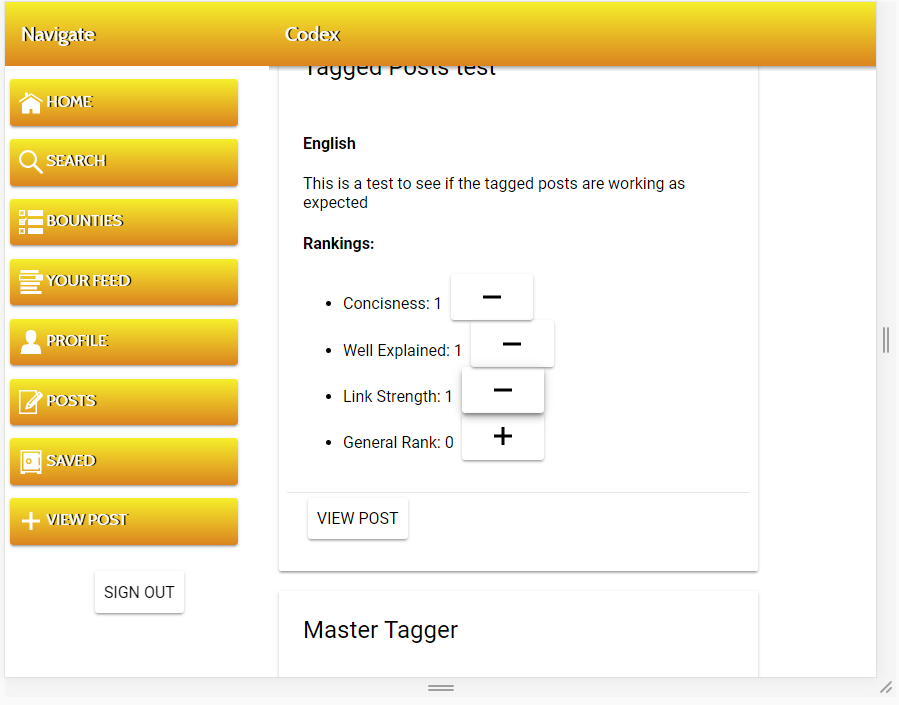 Navigate
Codex
HOME
SEARCH
BOUNTIES
YOUR FEED
PROFILE
POSTS
SAVED
VIEW POST
SIGN OUT
Tagged Posts test
English
This is a test to see if the tagged posts are working as
expected
Rankings:
• Concisness: 1 −
• Well Explained: 1 −
• Link Strength: 1 −
• General Rank: 0 +
VIEW POST
Master Tagger